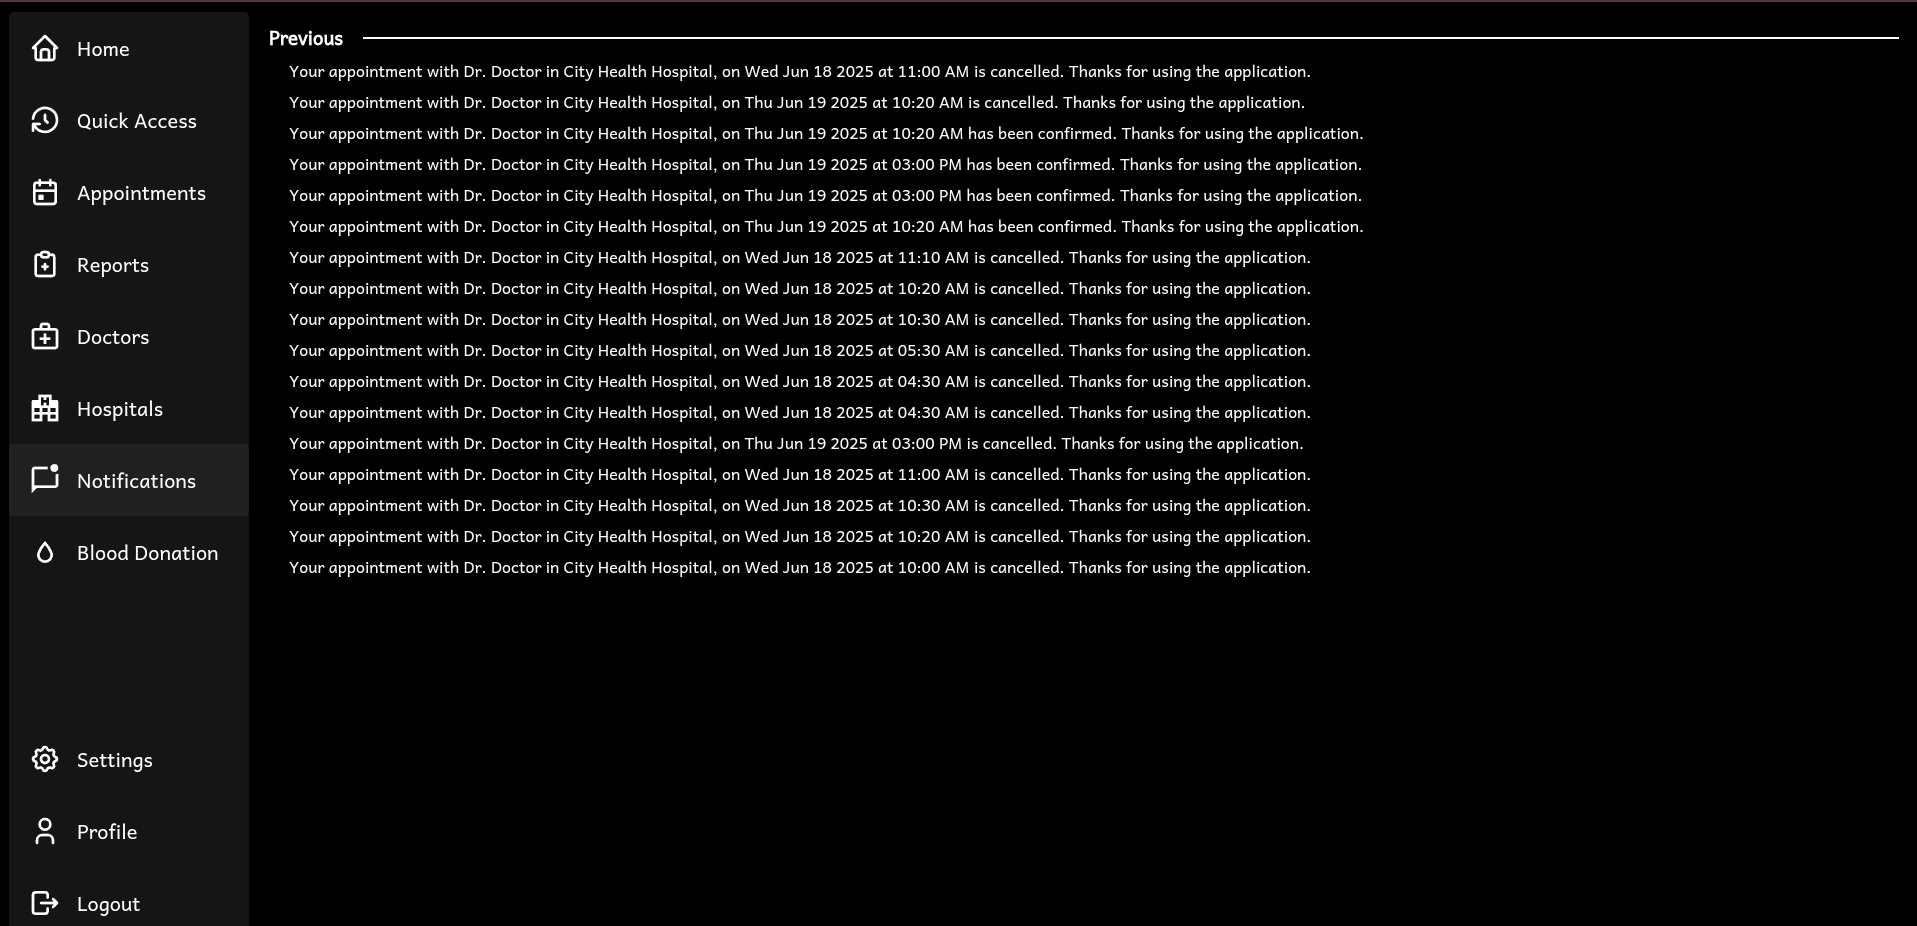 Home
Quick Access
Appointments
Reports
Doctors
Hospitals
Notifications
Blood Donation
Settings
Profile
Logout
Previous
Your appointment with Dr. Doctor in City Health Hospital, on Wed Jun 18 2025 at 11:00 AM is cancelled. Thanks for using the application.
Your appointment with Dr. Doctor in City Health Hospital, on Thu Jun 19 2025 at 10:20 AM is cancelled. Thanks for using the application.
Your appointment with Dr. Doctor in City Health Hospital, on Thu Jun 19 2025 at 10:20 AM has been confirmed. Thanks for using the application.
Your appointment with Dr. Doctor in City Health Hospital, on Thu Jun 19 2025 at 03:00 PM has been confirmed. Thanks for using the application.
Your appointment with Dr. Doctor in City Health Hospital, on Thu Jun 19 2025 at 03:00 PM has been confirmed. Thanks for using the application.
Your appointment with Dr. Doctor in City Health Hospital, on Thu Jun 19 2025 at 10:20 AM has been confirmed. Thanks for using the application.
Your appointment with Dr. Doctor in City Health Hospital, on Wed Jun 18 2025 at 11:10 AM is cancelled. Thanks for using the application.
Your appointment with Dr. Doctor in City Health Hospital, on Wed Jun 18 2025 at 10:20 AM is cancelled. Thanks for using the application.
Your appointment with Dr. Doctor in City Health Hospital, on Wed Jun 18 2025 at 10:30 AM is cancelled. Thanks for using the application.
Your appointment with Dr. Doctor in City Health Hospital, on Wed Jun 18 2025 at 05:30 AM is cancelled. Thanks for using the application.
Your appointment with Dr. Doctor in City Health Hospital, on Wed Jun 18 2025 at 04:30 AM is cancelled. Thanks for using the application.
Your appointment with Dr. Doctor in City Health Hospital, on Wed Jun 18 2025 at 04:30 AM is cancelled. Thanks for using the application.
Your appointment with Dr. Doctor in City Health Hospital, on Thu Jun 19 2025 at 03:00 PM is cancelled. Thanks for using the application.
Your appointment with Dr. Doctor in City Health Hospital, on Wed Jun 18 2025 at 11:00 AM is cancelled. Thanks for using the application.
Your appointment with Dr. Doctor in City Health Hospital, on Wed Jun 18 2025 at 10:30 AM is cancelled. Thanks for using the application.
Your appointment with Dr. Doctor in City Health Hospital, on Wed Jun 18 2025 at 10:20 AM is cancelled. Thanks for using the application.
Your appointment with Dr. Doctor in City Health Hospital, on Wed Jun 18 2025 at 10:00 AM is cancelled. Thanks for using the application.